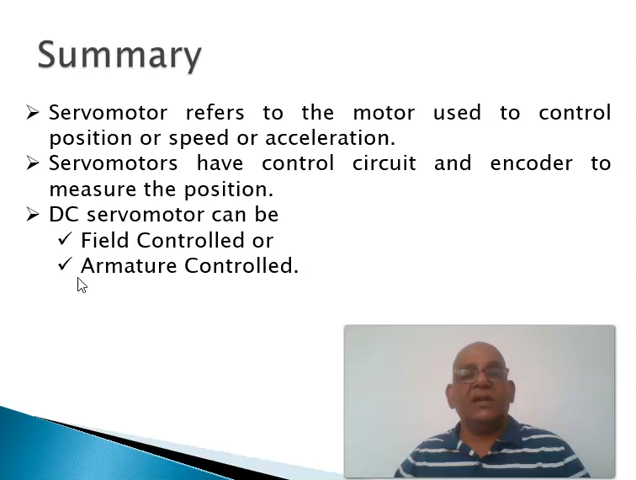 Summary
➢ Servomotor refers to the motor used to control
position or speed or acceleration.
➢ Servomotors have control circuit and encoder to
measure the position.
➢ DC servomotor can be
✓ Field Controlled or
✓ Armature Controlled.